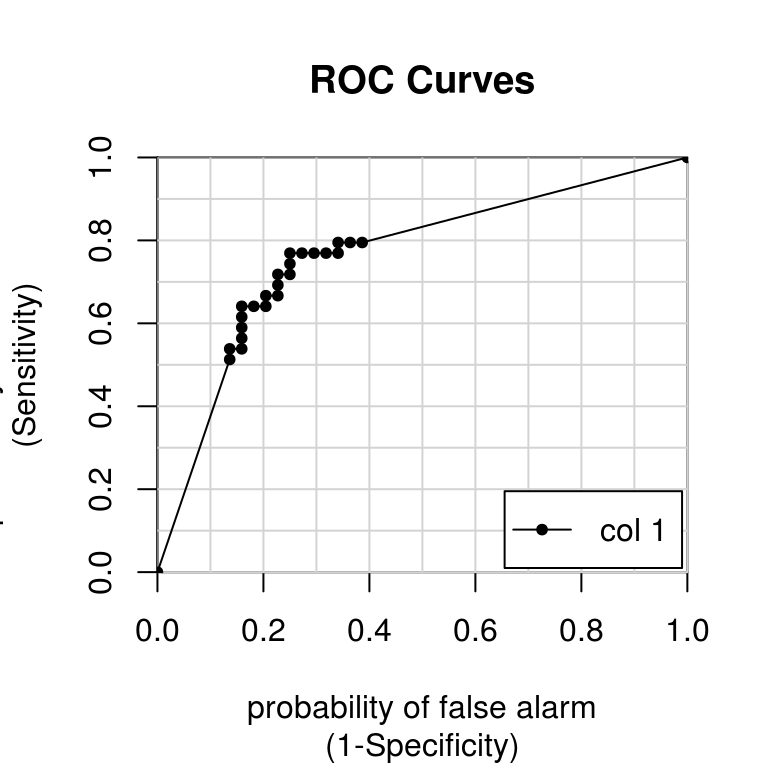 ROC Curves
(Sensitivity)
1.0
0.8
0.6
0.4
0.2
0.0
col 1
0.0 0.2 0.4 0.6 0.8 1.0
probability of false alarm
(1-Specificity)